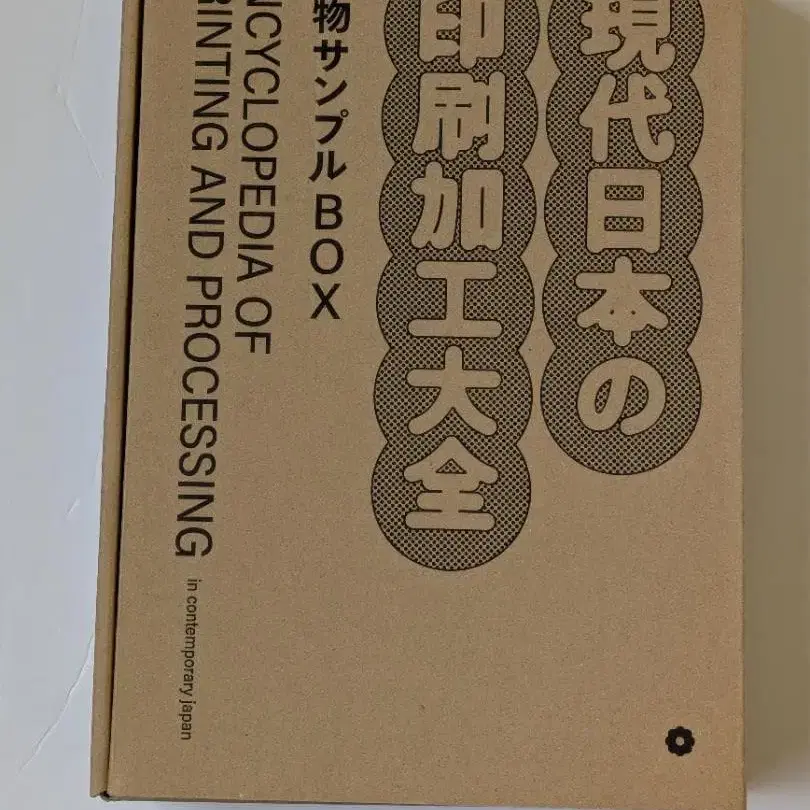 現代日本の
印刷加工大全
物サンプルBOX
NCYCLOPEDIA OF
RINTING AND PROCESSING
in contemporary japan